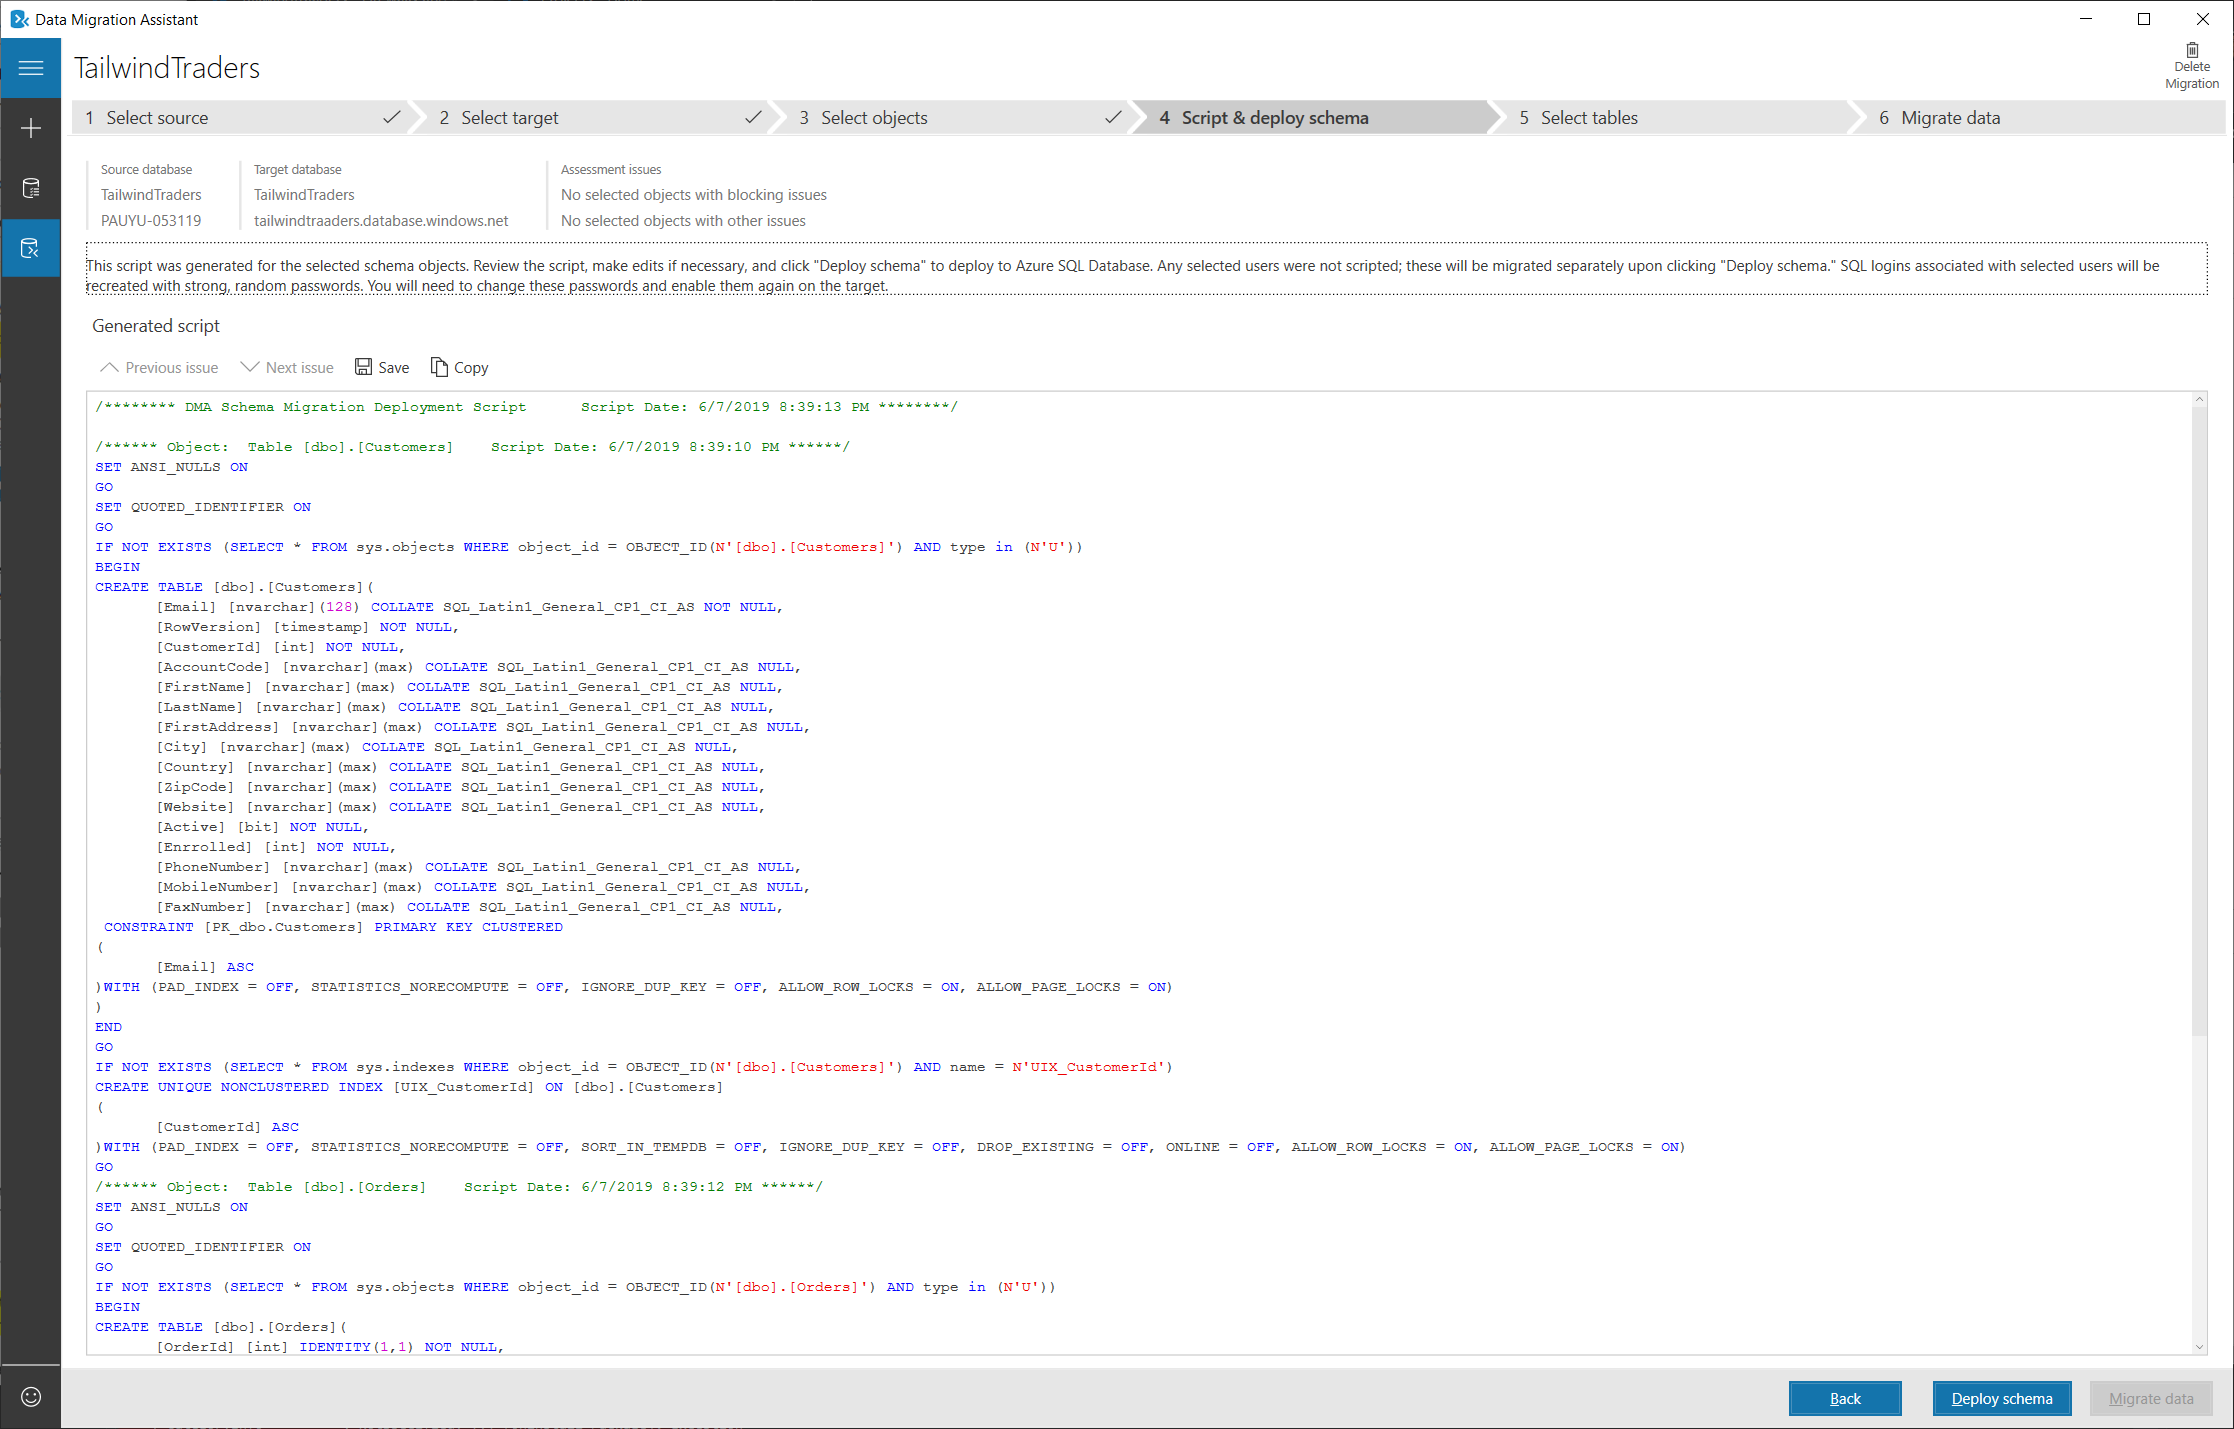 Data Migration Assistant
TailwindTraders
Delete
Migration
1 Select source
2 Select target
3 Select objects
4 Script & deploy schema
5 Select tables
6 Migrate data
Source database
TailwindTraders
PAUYU-053119
Target database
TailwindTraders
tailwindtraaders.database.windows.net
Assessment issues
No selected objects with blocking issues
No selected objects with other issues
This script was generated for the selected schema objects. Review the script, make edits if necessary, and click "Deploy schema" to deploy to Azure SQL Database. Any selected users were not scripted; these will be migrated separately upon clicking "Deploy schema." SQL logins associated with selected users will be
recreated with strong, random passwords. You will need to change these passwords and enable them again on the target.
Generated script
Previous issue
Next issue
Save
Copy
/******** DMA Schema Migration Deployment Script      Script Date: 6/7/2019 8:39:13 PM ********/
/****** Object:  Table [dbo].[Customers]    Script Date: 6/7/2019 8:39:10 PM ******/
SET ANSI_NULLS ON
GO
SET QUOTED_IDENTIFIER ON
GO
IF NOT EXISTS (SELECT * FROM sys.objects WHERE object_id = OBJECT_ID(N'[dbo].[Customers]') AND type in (N'U'))
BEGIN
CREATE TABLE [dbo].[Customers](
[Email] [nvarchar](128) COLLATE SQL_Latin1_General_CP1_CI_AS NOT NULL,
[RowVersion] [timestamp] NOT NULL,
[CustomerId] [int] NOT NULL,
[AccountCode] [nvarchar](max) COLLATE SQL_Latin1_General_CP1_CI_AS NULL,
[FirstName] [nvarchar](max) COLLATE SQL_Latin1_General_CP1_CI_AS NULL,
[LastName] [nvarchar](max) COLLATE SQL_Latin1_General_CP1_CI_AS NULL,
[FirstAddress] [nvarchar](max) COLLATE SQL_Latin1_General_CP1_CI_AS NULL,
[City] [nvarchar](max) COLLATE SQL_Latin1_General_CP1_CI_AS NULL,
[Country] [nvarchar](max) COLLATE SQL_Latin1_General_CP1_CI_AS NULL,
[ZipCode] [nvarchar](max) COLLATE SQL_Latin1_General_CP1_CI_AS NULL,
[Website] [nvarchar](max) COLLATE SQL_Latin1_General_CP1_CI_AS NULL,
[Active] [bit] NOT NULL,
[Enrrolled] [int] NOT NULL,
[PhoneNumber] [nvarchar](max) COLLATE SQL_Latin1_General_CP1_CI_AS NULL,
[MobileNumber] [nvarchar](max) COLLATE SQL_Latin1_General_CP1_CI_AS NULL,
[FaxNumber] [nvarchar](max) COLLATE SQL_Latin1_General_CP1_CI_AS NULL,
CONSTRAINT [PK_dbo.Customers] PRIMARY KEY CLUSTERED
(
[Email] ASC
)WITH (PAD_INDEX = OFF, STATISTICS_NORECOMPUTE = OFF, IGNORE_DUP_KEY = OFF, ALLOW_ROW_LOCKS = ON, ALLOW_PAGE_LOCKS = ON)
)
END
GO
IF NOT EXISTS (SELECT * FROM sys.indexes WHERE object_id = OBJECT_ID(N'[dbo].[Customers]') AND name = N'UIX_CustomerId')
CREATE UNIQUE NONCLUSTERED INDEX [UIX_CustomerId] ON [dbo].[Customers]
(
[CustomerId] ASC
)WITH (PAD_INDEX = OFF, STATISTICS_NORECOMPUTE = OFF, SORT_IN_TEMPDB = OFF, IGNORE_DUP_KEY = OFF, DROP_EXISTING = OFF, ONLINE = OFF, ALLOW_ROW_LOCKS = ON, ALLOW_PAGE_LOCKS = ON)
GO
/****** Object:  Table [dbo].[Orders]    Script Date: 6/7/2019 8:39:12 PM ******/
SET ANSI_NULLS ON
GO
SET QUOTED_IDENTIFIER ON
GO
IF NOT EXISTS (SELECT * FROM sys.objects WHERE object_id = OBJECT_ID(N'[dbo].[Orders]') AND type in (N'U'))
BEGIN
CREATE TABLE [dbo].[Orders](
[OrderId] [int] IDENTITY(1,1) NOT NULL,
Back
Deploy schema
Migrate data